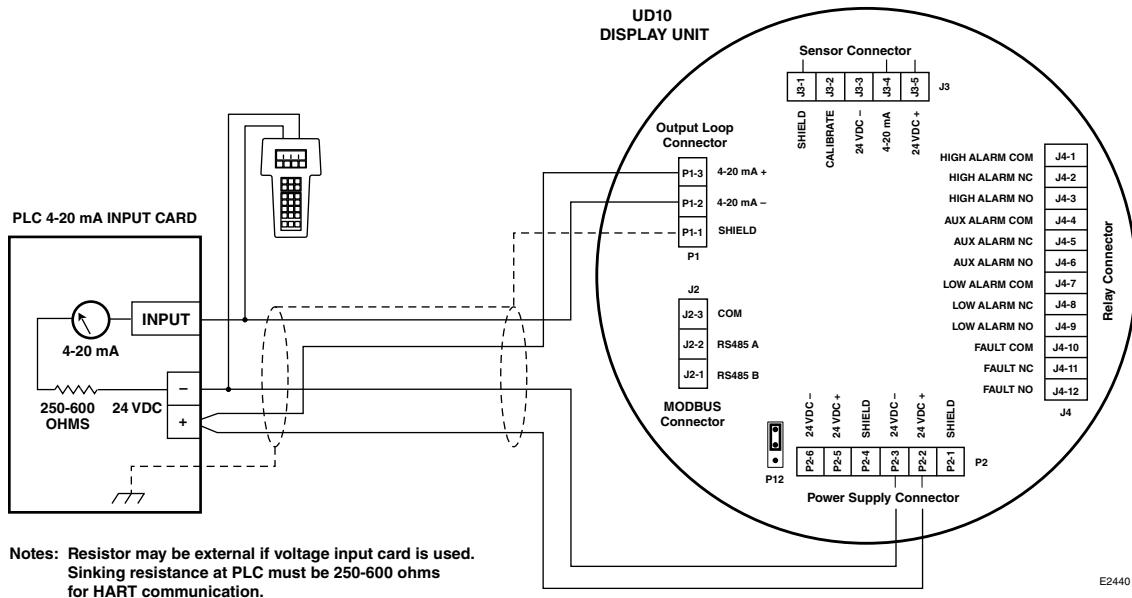 UD10
DISPLAY UNIT
Sensor Connector
J3-1
J3-2
J3-3
J3-4
J3-5
J3
SHIELD
CALIBRATE
24 VDC –
4-20 mA
24 VDC +
Output Loop
Connector
P1-3 4-20 mA +
P1-2 4-20 mA –
P1-1 SHIELD
P1
HIGH ALARM COM J4-1
HIGH ALARM NC J4-2
HIGH ALARM NO J4-3
AUX ALARM COM J4-4
AUX ALARM NC J4-5
AUX ALARM NO J4-6
LOW ALARM COM J4-7
LOW ALARM NC J4-8
LOW ALARM NO J4-9
FAULT COM J4-10
FAULT NC J4-11
FAULT NO J4-12
J4
Relay Connector
PLC 4-20 mA INPUT CARD
INPUT
4-20 mA
250-600
OHMS
24 VDC
–
+
J2
J2-3 COM
J2-2 RS485 A
J2-1 RS485 B
MODBUS
Connector
P12
24 VDC –
24 VDC +
SHIELD
24 VDC –
24 VDC +
SHIELD
P2-6
P2-5
P2-4
P2-3
P2-2
P2-1
P2
Power Supply Connector
Notes: Resistor may be external if voltage input card is used.
Sinking resistance at PLC must be 250-600 ohms
for HART communication.
E2440